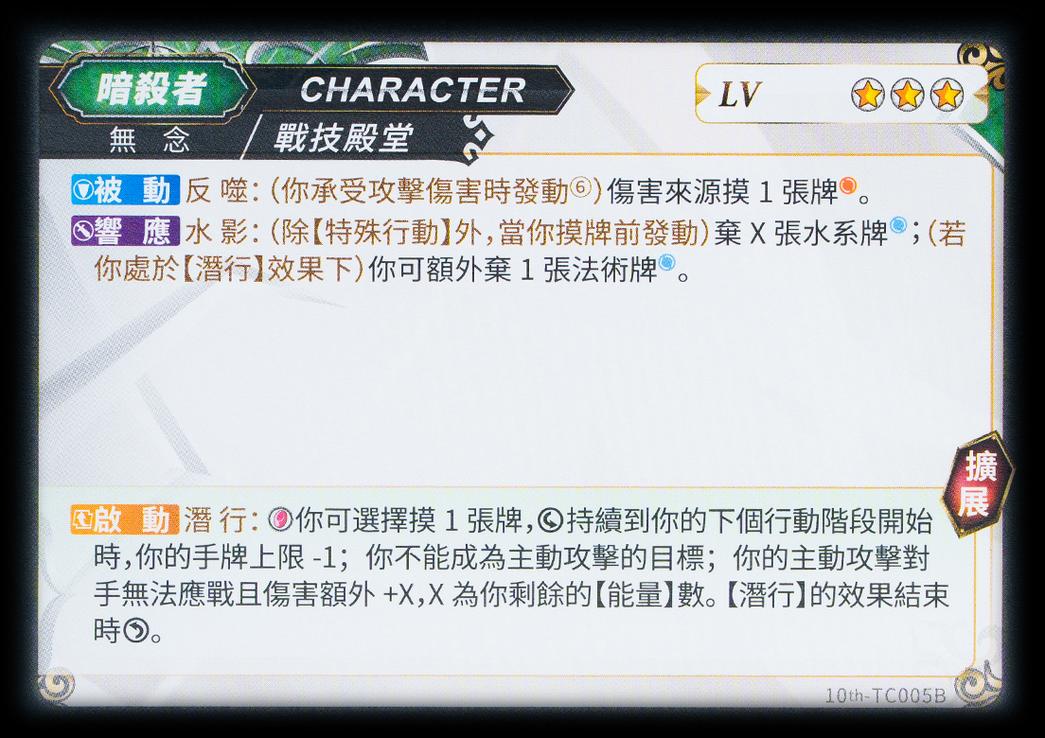 暗殺者 CHARACTER LV
無念 / 戰技殿堂
被動 反噬：（你承受攻擊傷害時發動⑥）傷害來源摸 1 張牌。
響應 水影：（除【特殊行動】外，當你摸牌前發動）棄 X 張水系牌；（若
你處於【潛行】效果下）你可額外棄 1 張法術牌。
擴展
啟動 潛行：你可選擇摸 1 張牌，持續到你的下個行動階段開始
時，你的手牌上限 -1；你不能成為主動攻擊的目標；你的主動攻擊對
手無法應戰且傷害額外 +X，X 為你剩餘的【能量】數。【潛行】的效果結束
時。
10th-TC005B